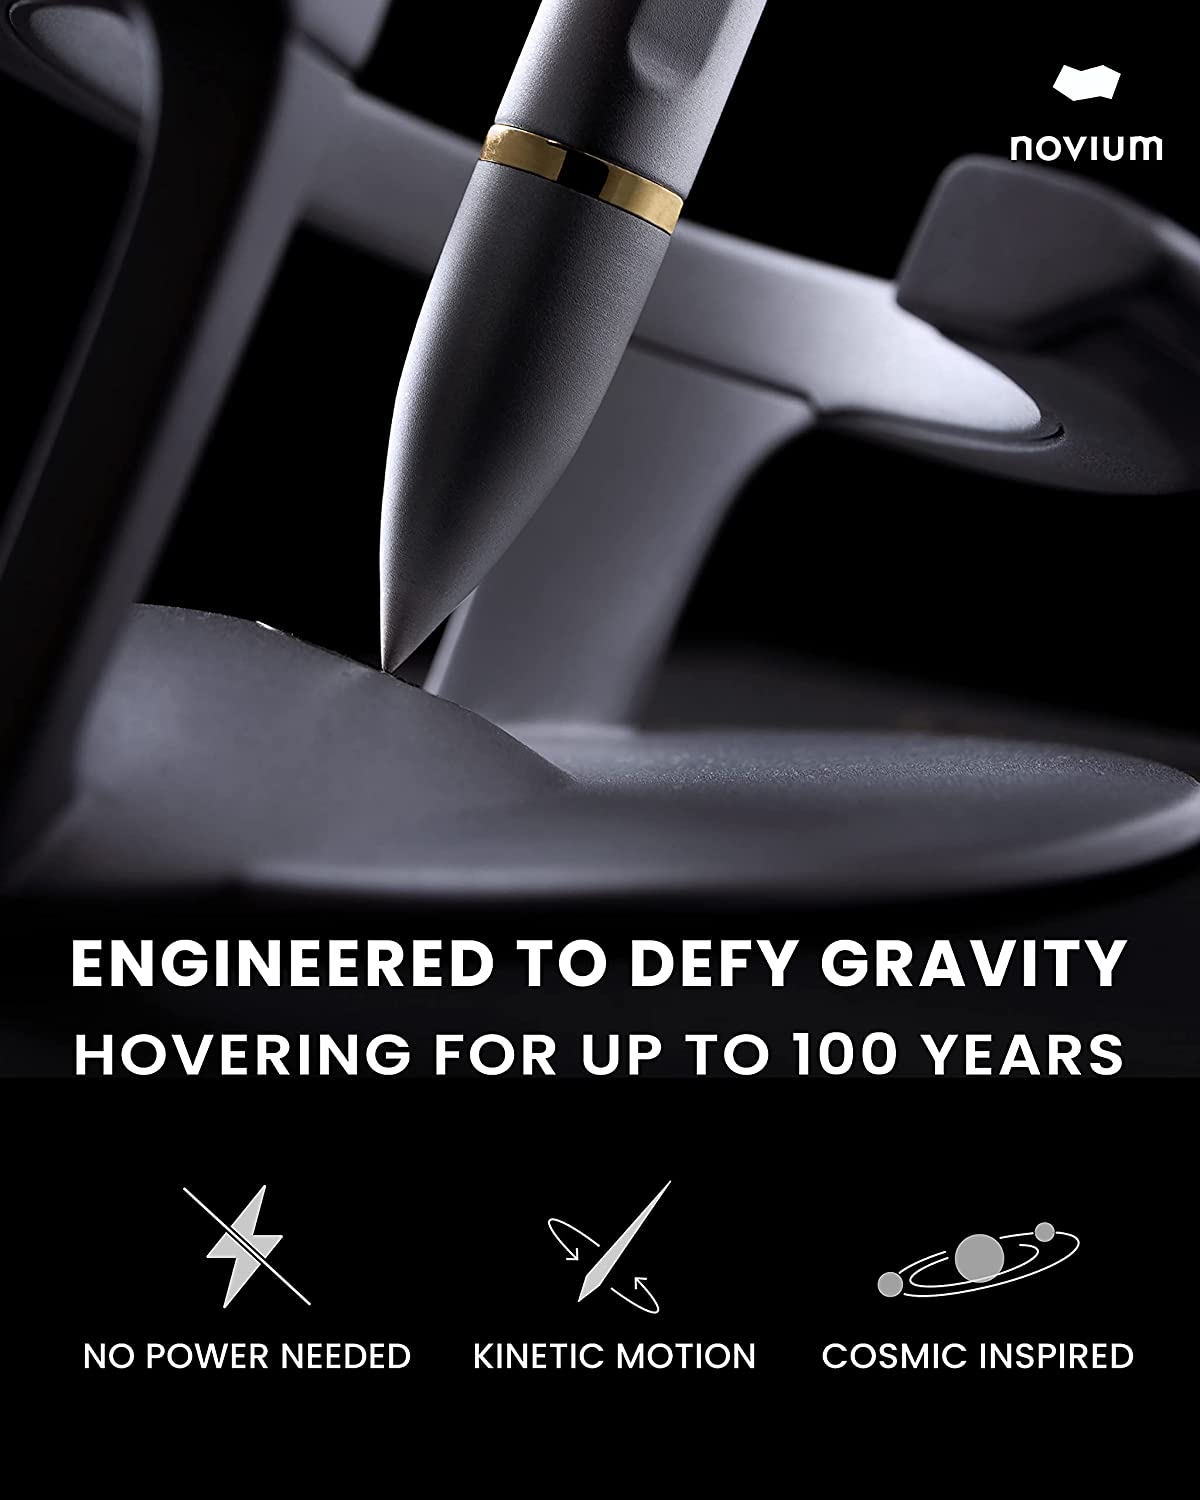 novium
ENGINEERED TO DEFY GRAVITY
HOVERING FOR UP TO 100 YEARS
NO POWER NEEDED
KINETIC MOTION
COSMIC INSPIRED